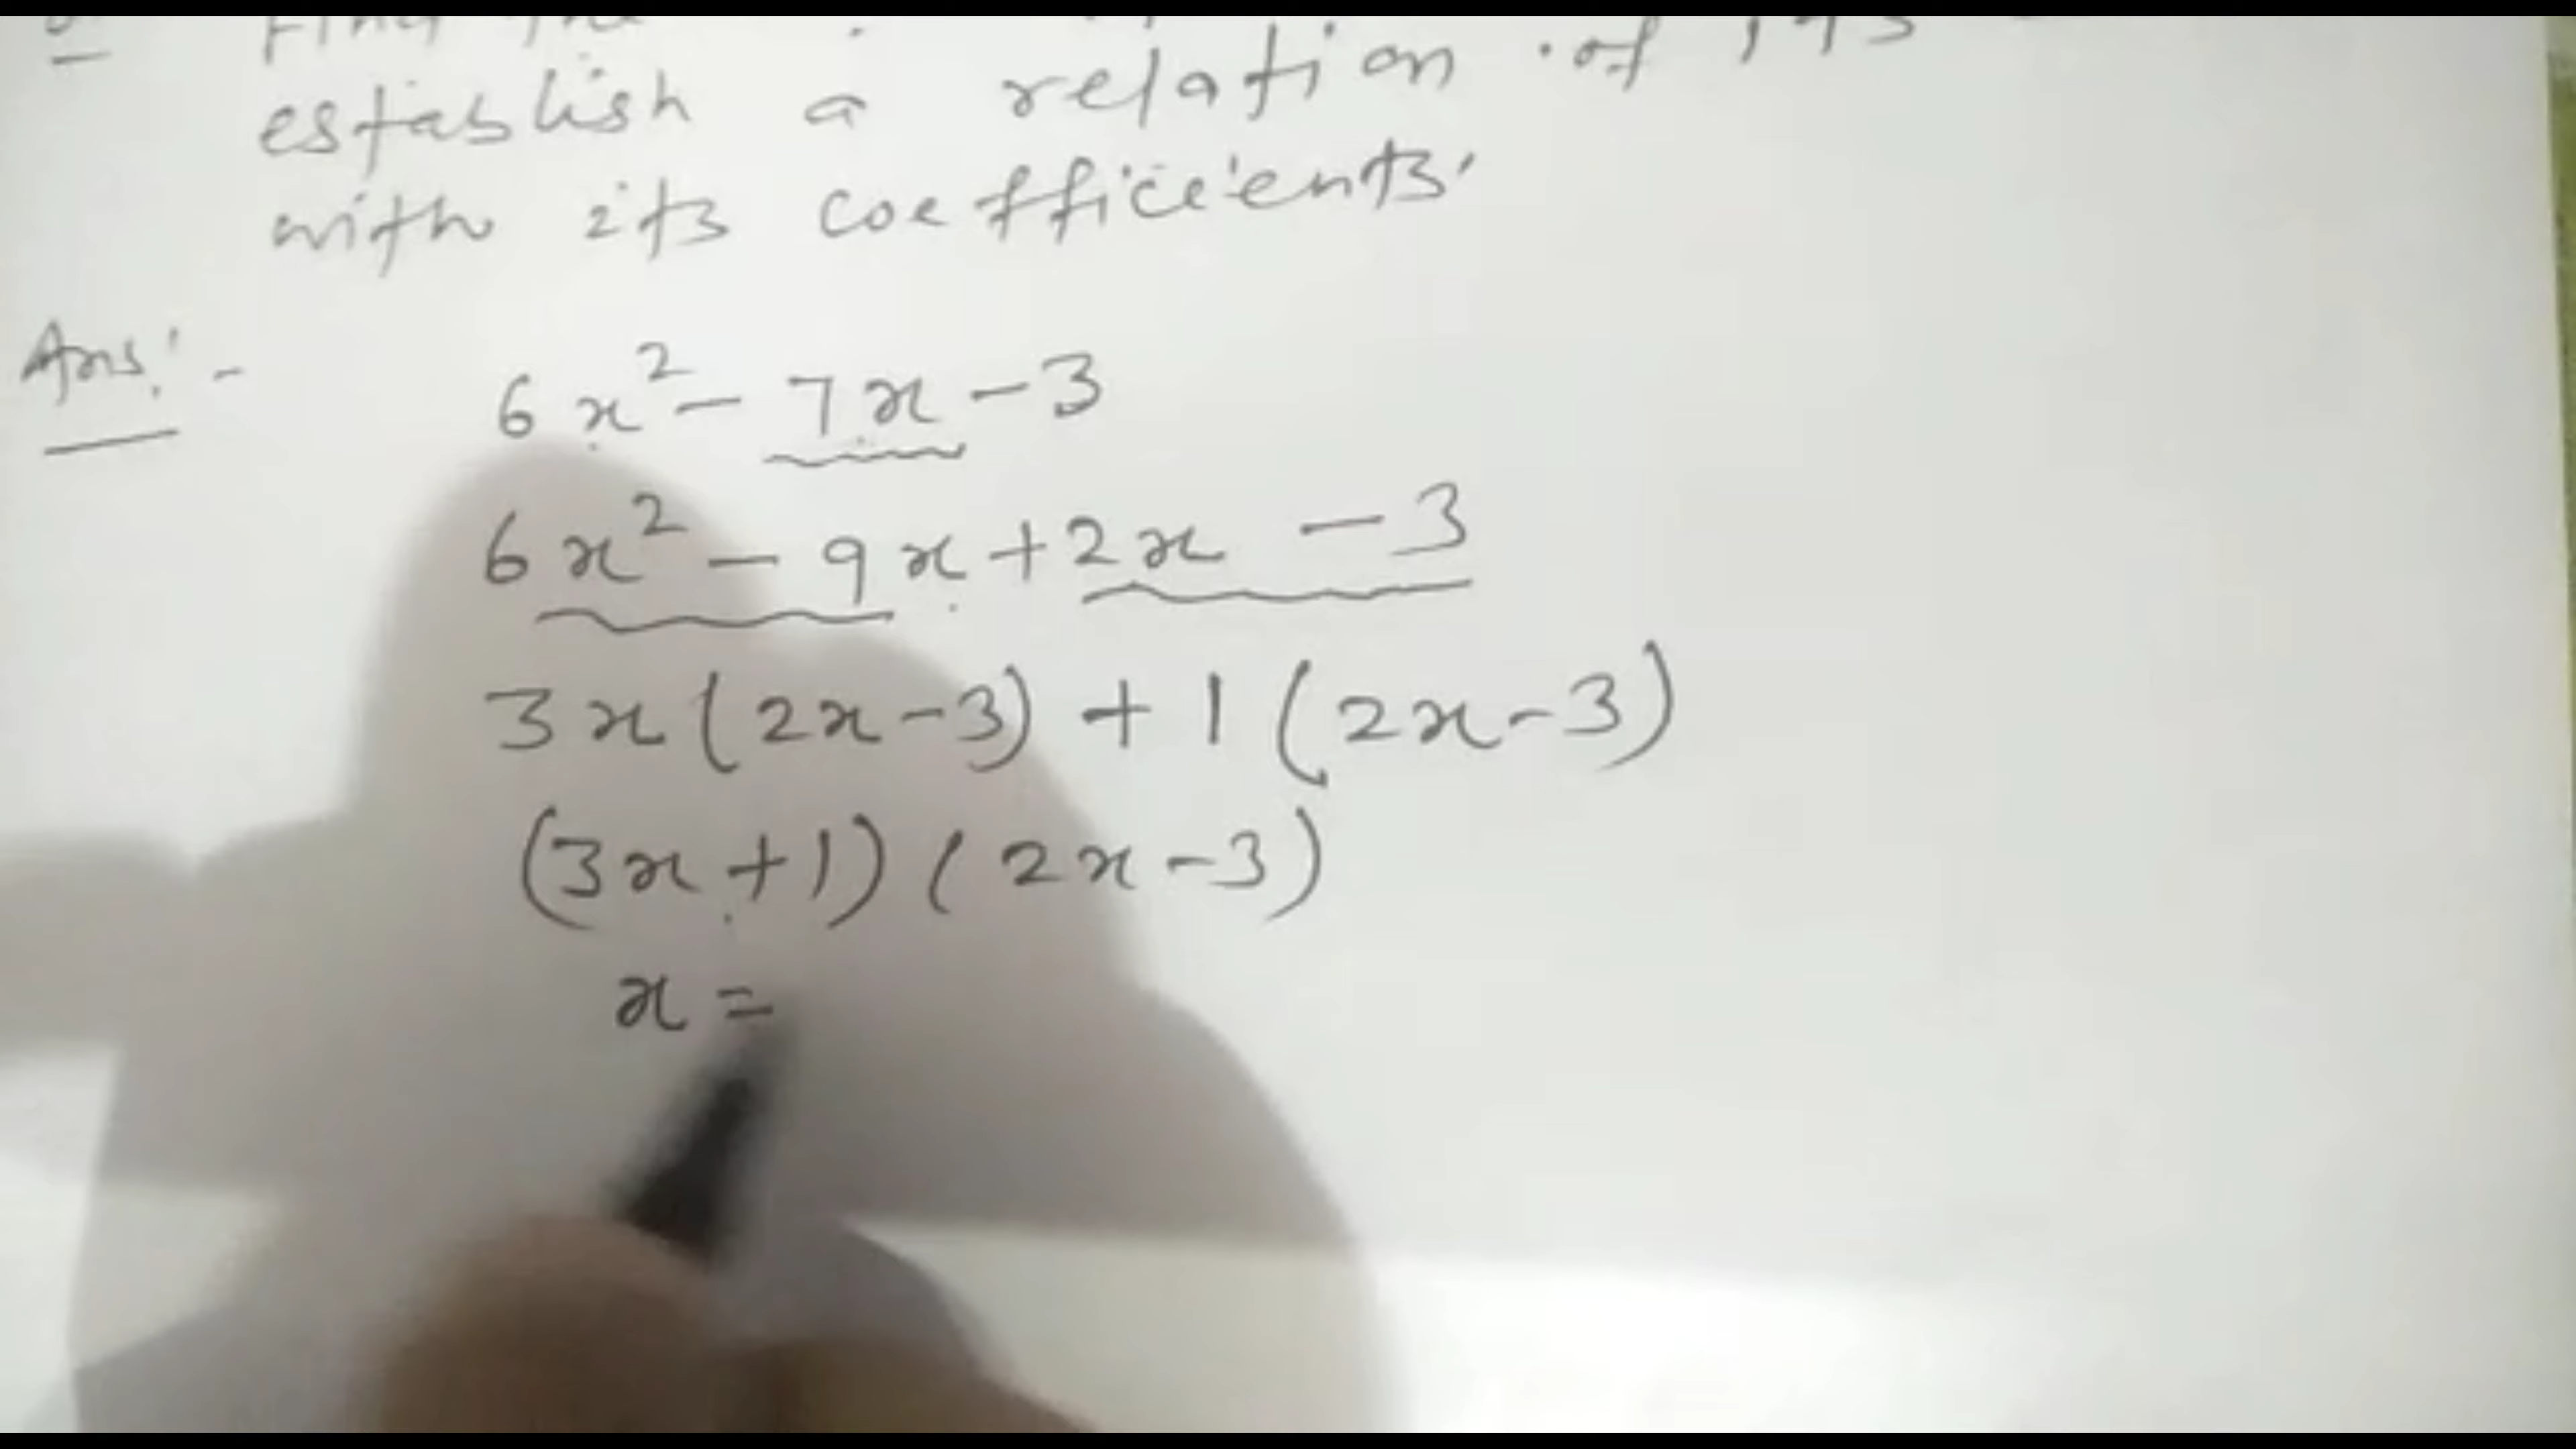 establish a relation of its
with its coefficients.
Ans:-
6x² - 7x - 3
6x² - 9x + 2x - 3
3x(2x-3) + 1(2x-3)
(3x+1)(2x-3)
x =